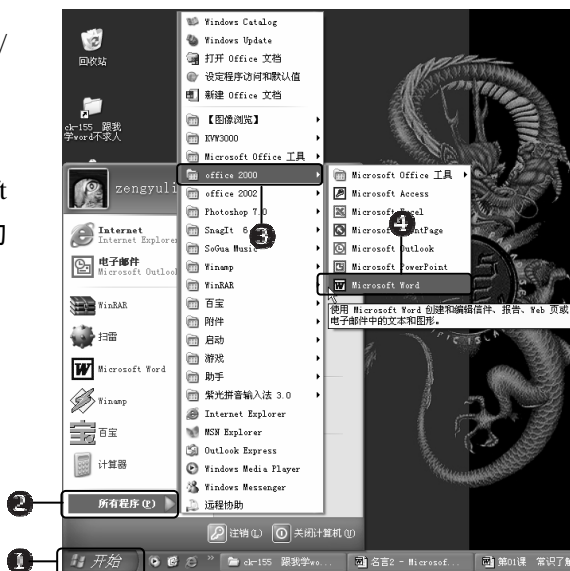 /
t
回收站
ck-155 跟我
学word不求人
Windows Catalog
Windows Update
打开 Office 文档
设定程序访问和默认值
新建 Office 文档
【图像浏览】
KVW3000
Microsoft Office 工具
office 2000
office 2002
Photoshop 7.0
SnagIt 6
SoGua Music
Winamp
WinRAR
百宝
附件
启动
游戏
助手
紫光拼音输入法 3.0
Internet Explorer
MSN Explorer
Outlook Express
Windows Media Player
Windows Messenger
远程协助
zengyuli
Internet
Internet Explorer
电子邮件
Microsoft Outloo
WinRAR
扫雷
Microsoft Word
Winamp
百宝
计算器
所有程序(P)
Microsoft Office 工具
Microsoft Access
Microsoft Excel
Microsoft FrontPage
Microsoft Outlook
Microsoft PowerPoint
Microsoft Word
使用 Microsoft Word 创建和编辑信件、报告、Web 页或
电子邮件中的文本和图形。
❸
❹
❷
❶
注销(L)
关闭计算机(U)
开始
ck-155 跟我学wo...
名言2 - Microsof...
第01课 常识了解